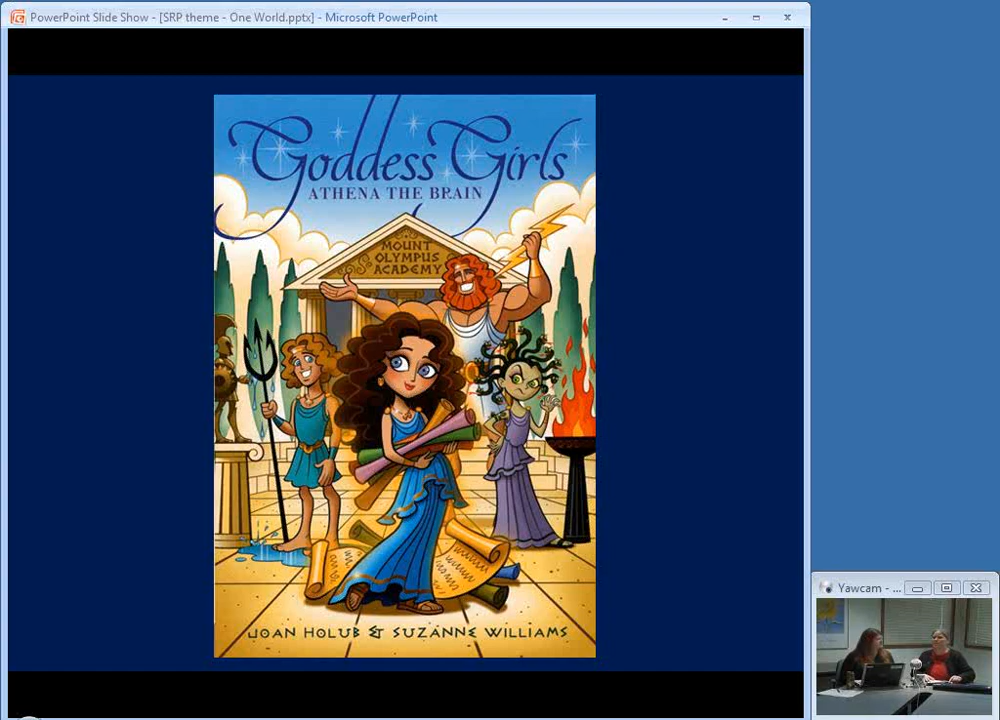 PowerPoint Slide Show - [SRP theme - One World.pptx] - Microsoft PowerPoint
Goddess Girls
ATHENA THE BRAIN
MOUNT
OLYMPUS
ACADEMY
JOAN HOLUB & SUZANNE WILLIAMS
Yawcam - ...